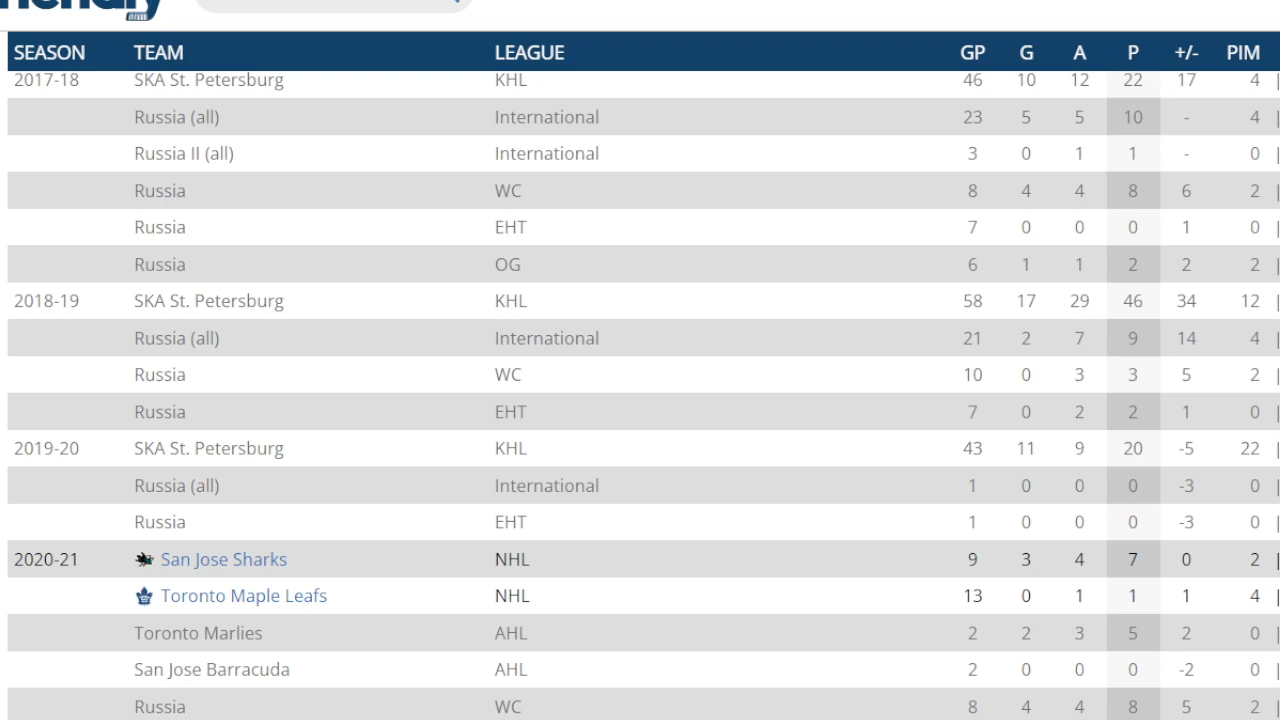 SEASON TEAM LEAGUE GP G A P +/- PIM
2017-18 SKA St. Petersburg KHL 46 10 12 22 17 4
Russia (all) International 23 5 5 10 - 4
Russia II (all) International 3 0 1 1 - 0
Russia WC 8 4 4 8 6 2
Russia EHT 7 0 0 0 1 0
Russia OG 6 1 1 2 2 2
2018-19 SKA St. Petersburg KHL 58 17 29 46 34 12
Russia (all) International 21 2 7 9 14 4
Russia WC 10 0 3 3 5 2
Russia EHT 7 0 2 2 1 0
2019-20 SKA St. Petersburg KHL 43 11 9 20 -5 22
Russia (all) International 1 0 0 0 -3 0
Russia EHT 1 0 0 0 -3 0
2020-21 San Jose Sharks NHL 9 3 4 7 0 2
Toronto Maple Leafs NHL 13 0 1 1 1 4
Toronto Marlies AHL 2 2 3 5 2 0
San Jose Barracuda AHL 2 0 0 0 -2 0
Russia WC 8 4 4 8 5 2